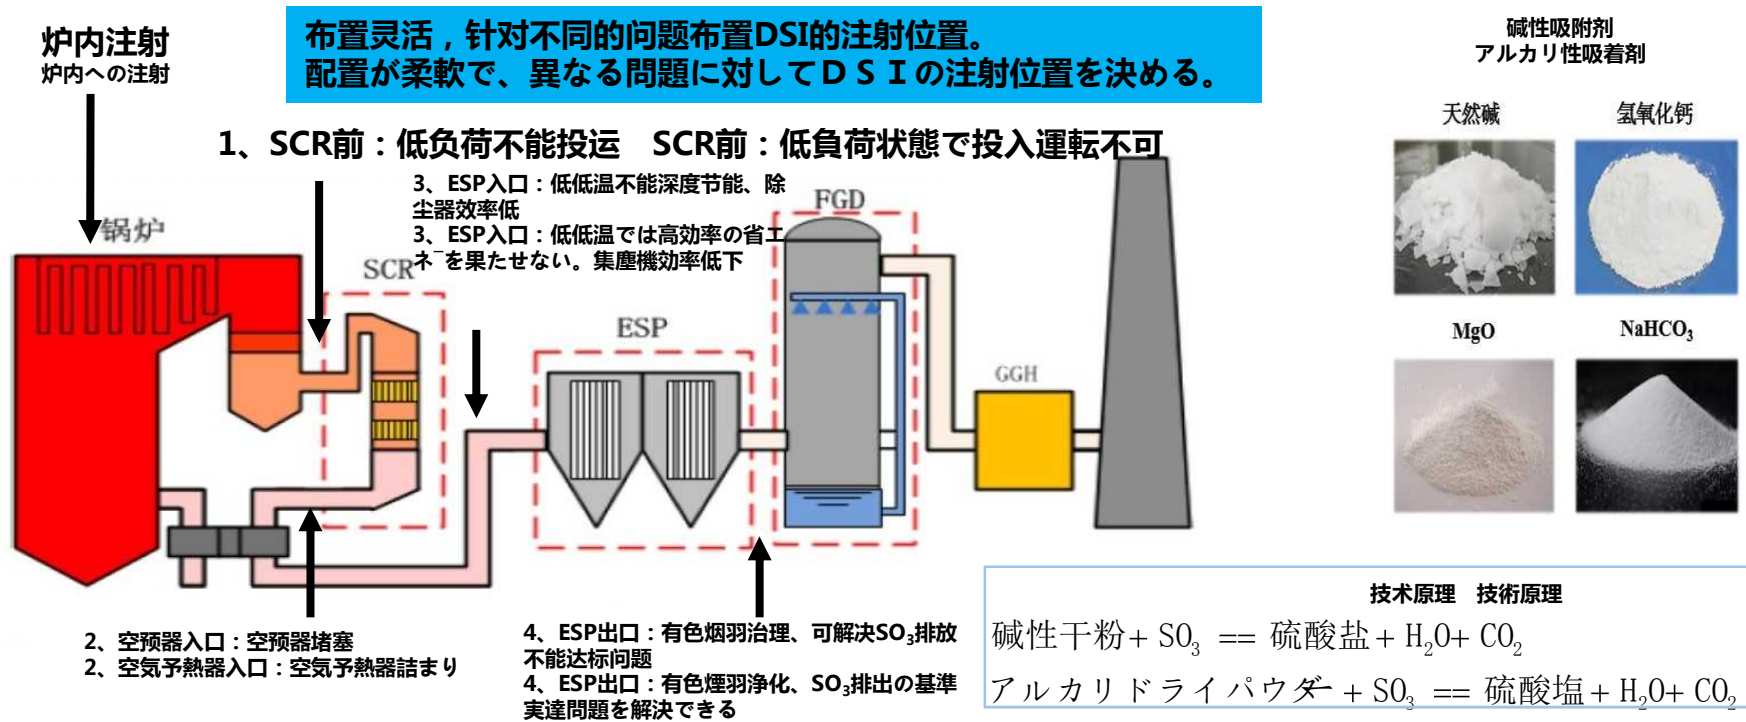 炉内注射
炉内への注射
布置灵活，针对不同的问题布置DSI的注射位置。
配置が柔軟で、異なる問題に対してＤＳＩの注射位置を決める。
碱性吸附剂
アルカリ性吸着剤
1、SCR前：低负荷不能投运　SCR前：低負荷状態で投入運転不可
3、ESP入口：低低温不能深度节能、除
尘器效率低
3、ESP入口：低低温では高効率の省エ
ネ¯を果たせない。集塵機効率低下
锅炉
SCR
ESP
FGD
GGH
天然碱
氢氧化钙
MgO
NaHCO₃
2、空预器入口：空预器堵塞
2、空気予熱器入口：空気予熱器詰まり
4、ESP出口：有色烟羽治理、可解决SO₃排放
不能达标问题
4、ESP出口：有色煙羽浄化、SO₃排出の基準
実達問題を解決できる
技术原理　技術原理
碱性干粉+ SO₃ == 硫酸盐+ H₂O+ CO₂
アルカリドライパウダー + SO₃ == 硫酸塩+ H₂O+ CO₂